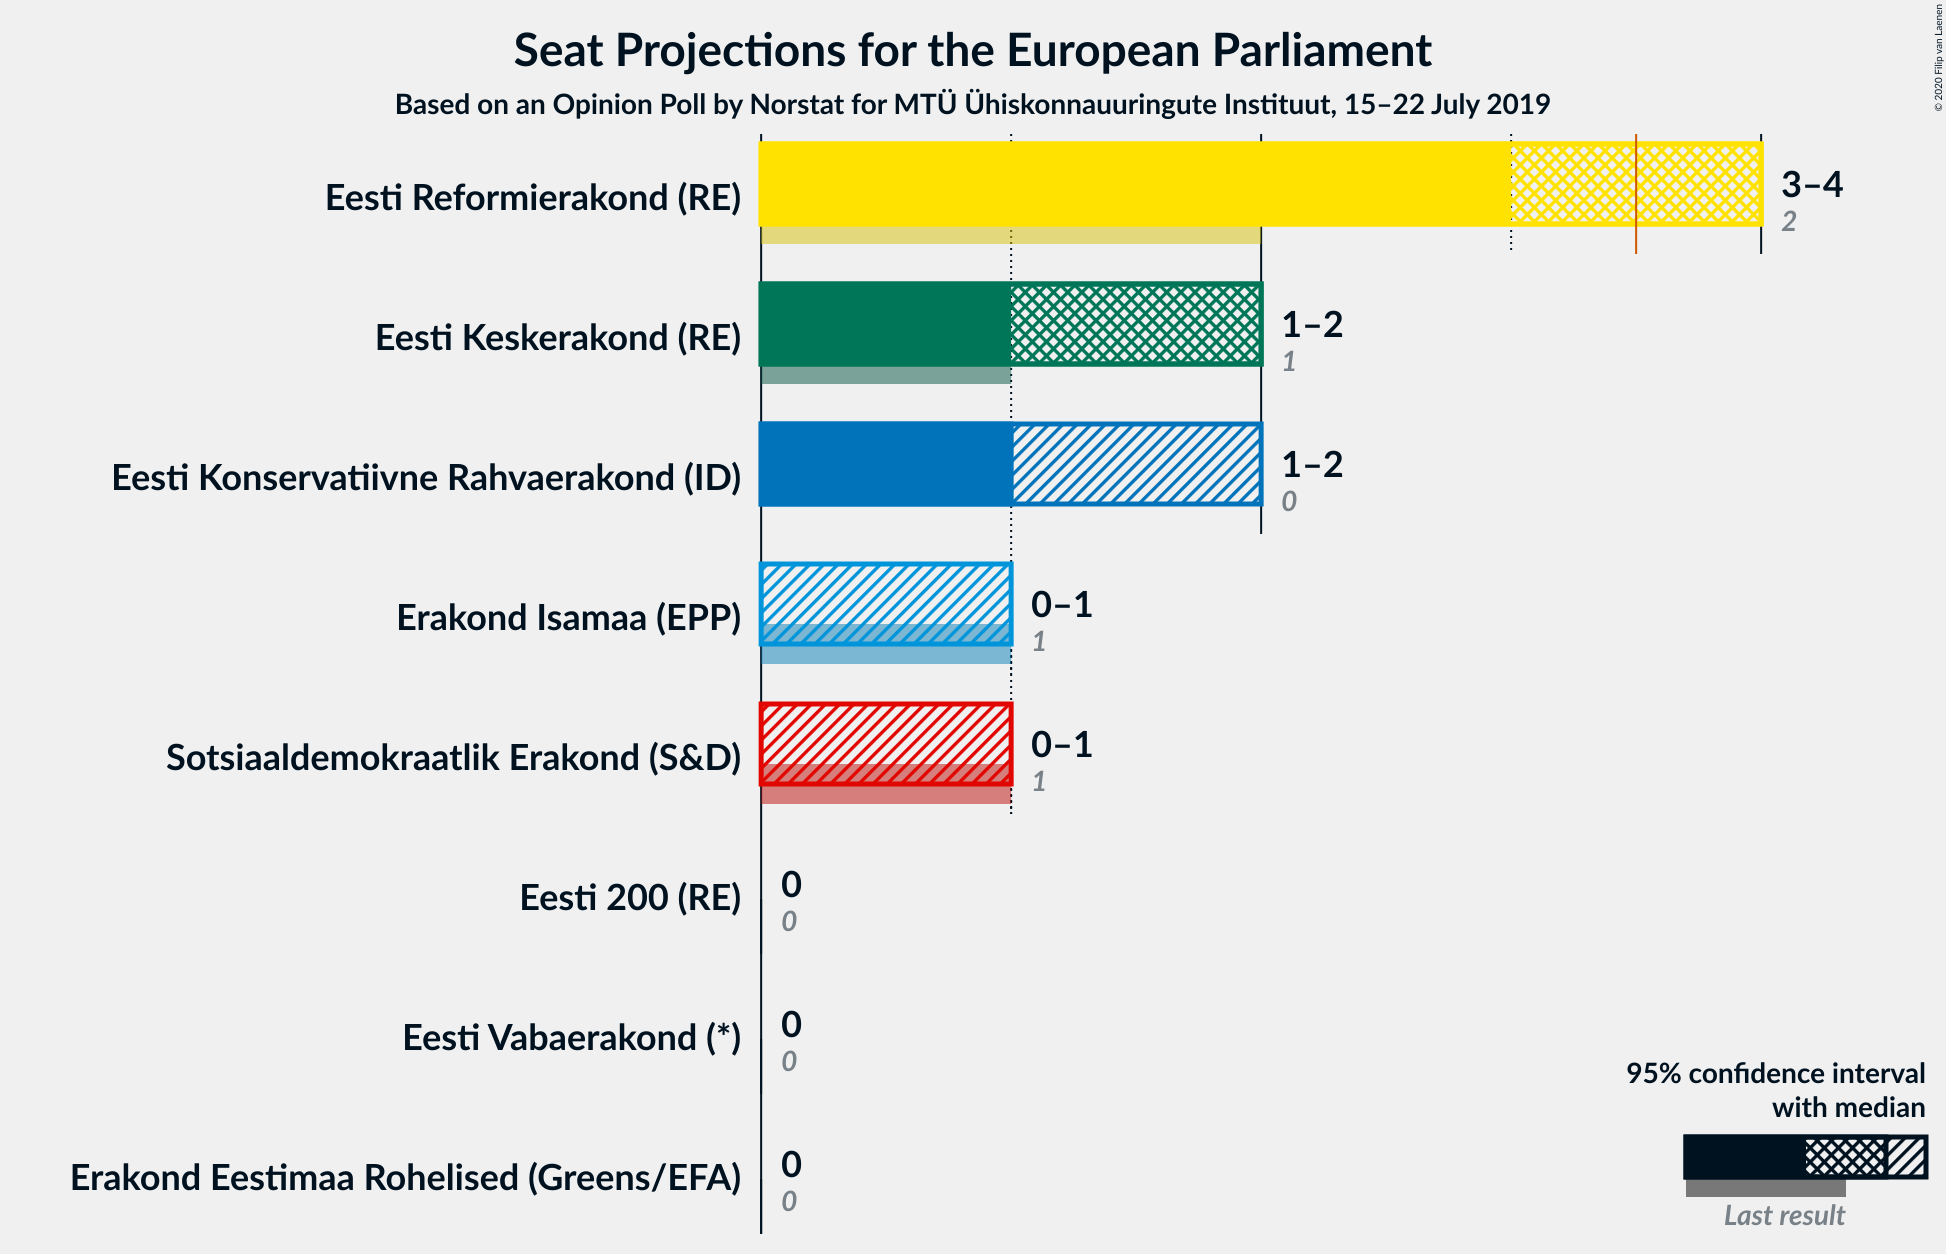 Seat Projections for the European Parliament
Based on an Opinion Poll by Norstat for MTÜ Ühiskonnauuringute Instituut, 15–22 July 2019
© 2020 Filip van Laenen
Eesti Reformierakond (RE)
3–4
2
Eesti Keskerakond (RE)
1–2
1
Eesti Konservatiivne Rahvaerakond (ID)
1–2
0
Erakond Isamaa (EPP)
0–1
1
Sotsiaaldemokraatlik Erakond (S&D)
0–1
1
Eesti 200 (RE)
0
0
Eesti Vabaerakond (*)
0
0
Erakond Eestimaa Rohelised (Greens/EFA)
0
0
95% confidence interval
with median
Last result